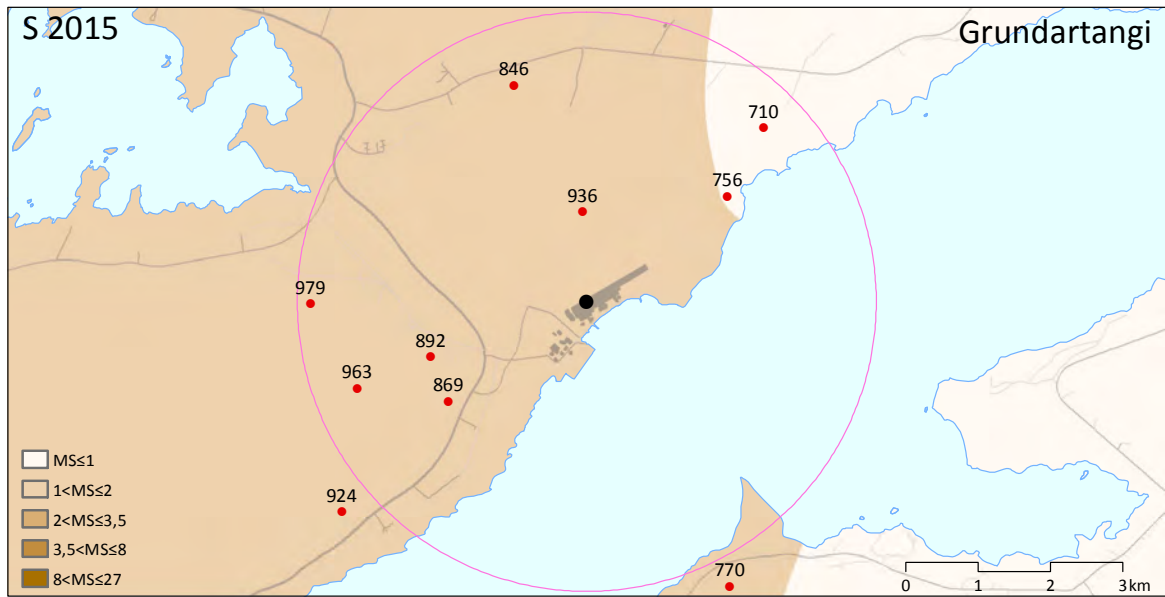 S 2015
Grundartangi
846
710
756
936
979
892
963
869
924
770
MS≤1
1<MS≤2
2<MS≤3,5
3,5<MS≤8
8<MS≤27
0 1 2 3 km